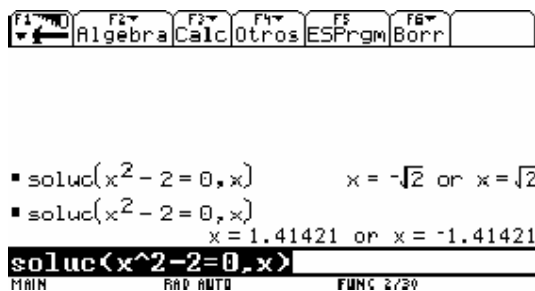 F1 F2 F3 F4 F5 F6
Algebra Calc Otros ESPrgm Borr
▪ soluc(x² - 2 = 0, x) x = -√2 or x = √2
▪ soluc(x² - 2 = 0, x)
x = 1.41421 or x = -1.41421
soluc(x^2-2=0,x)
MAIN RAD AUTO FUNC 2/30